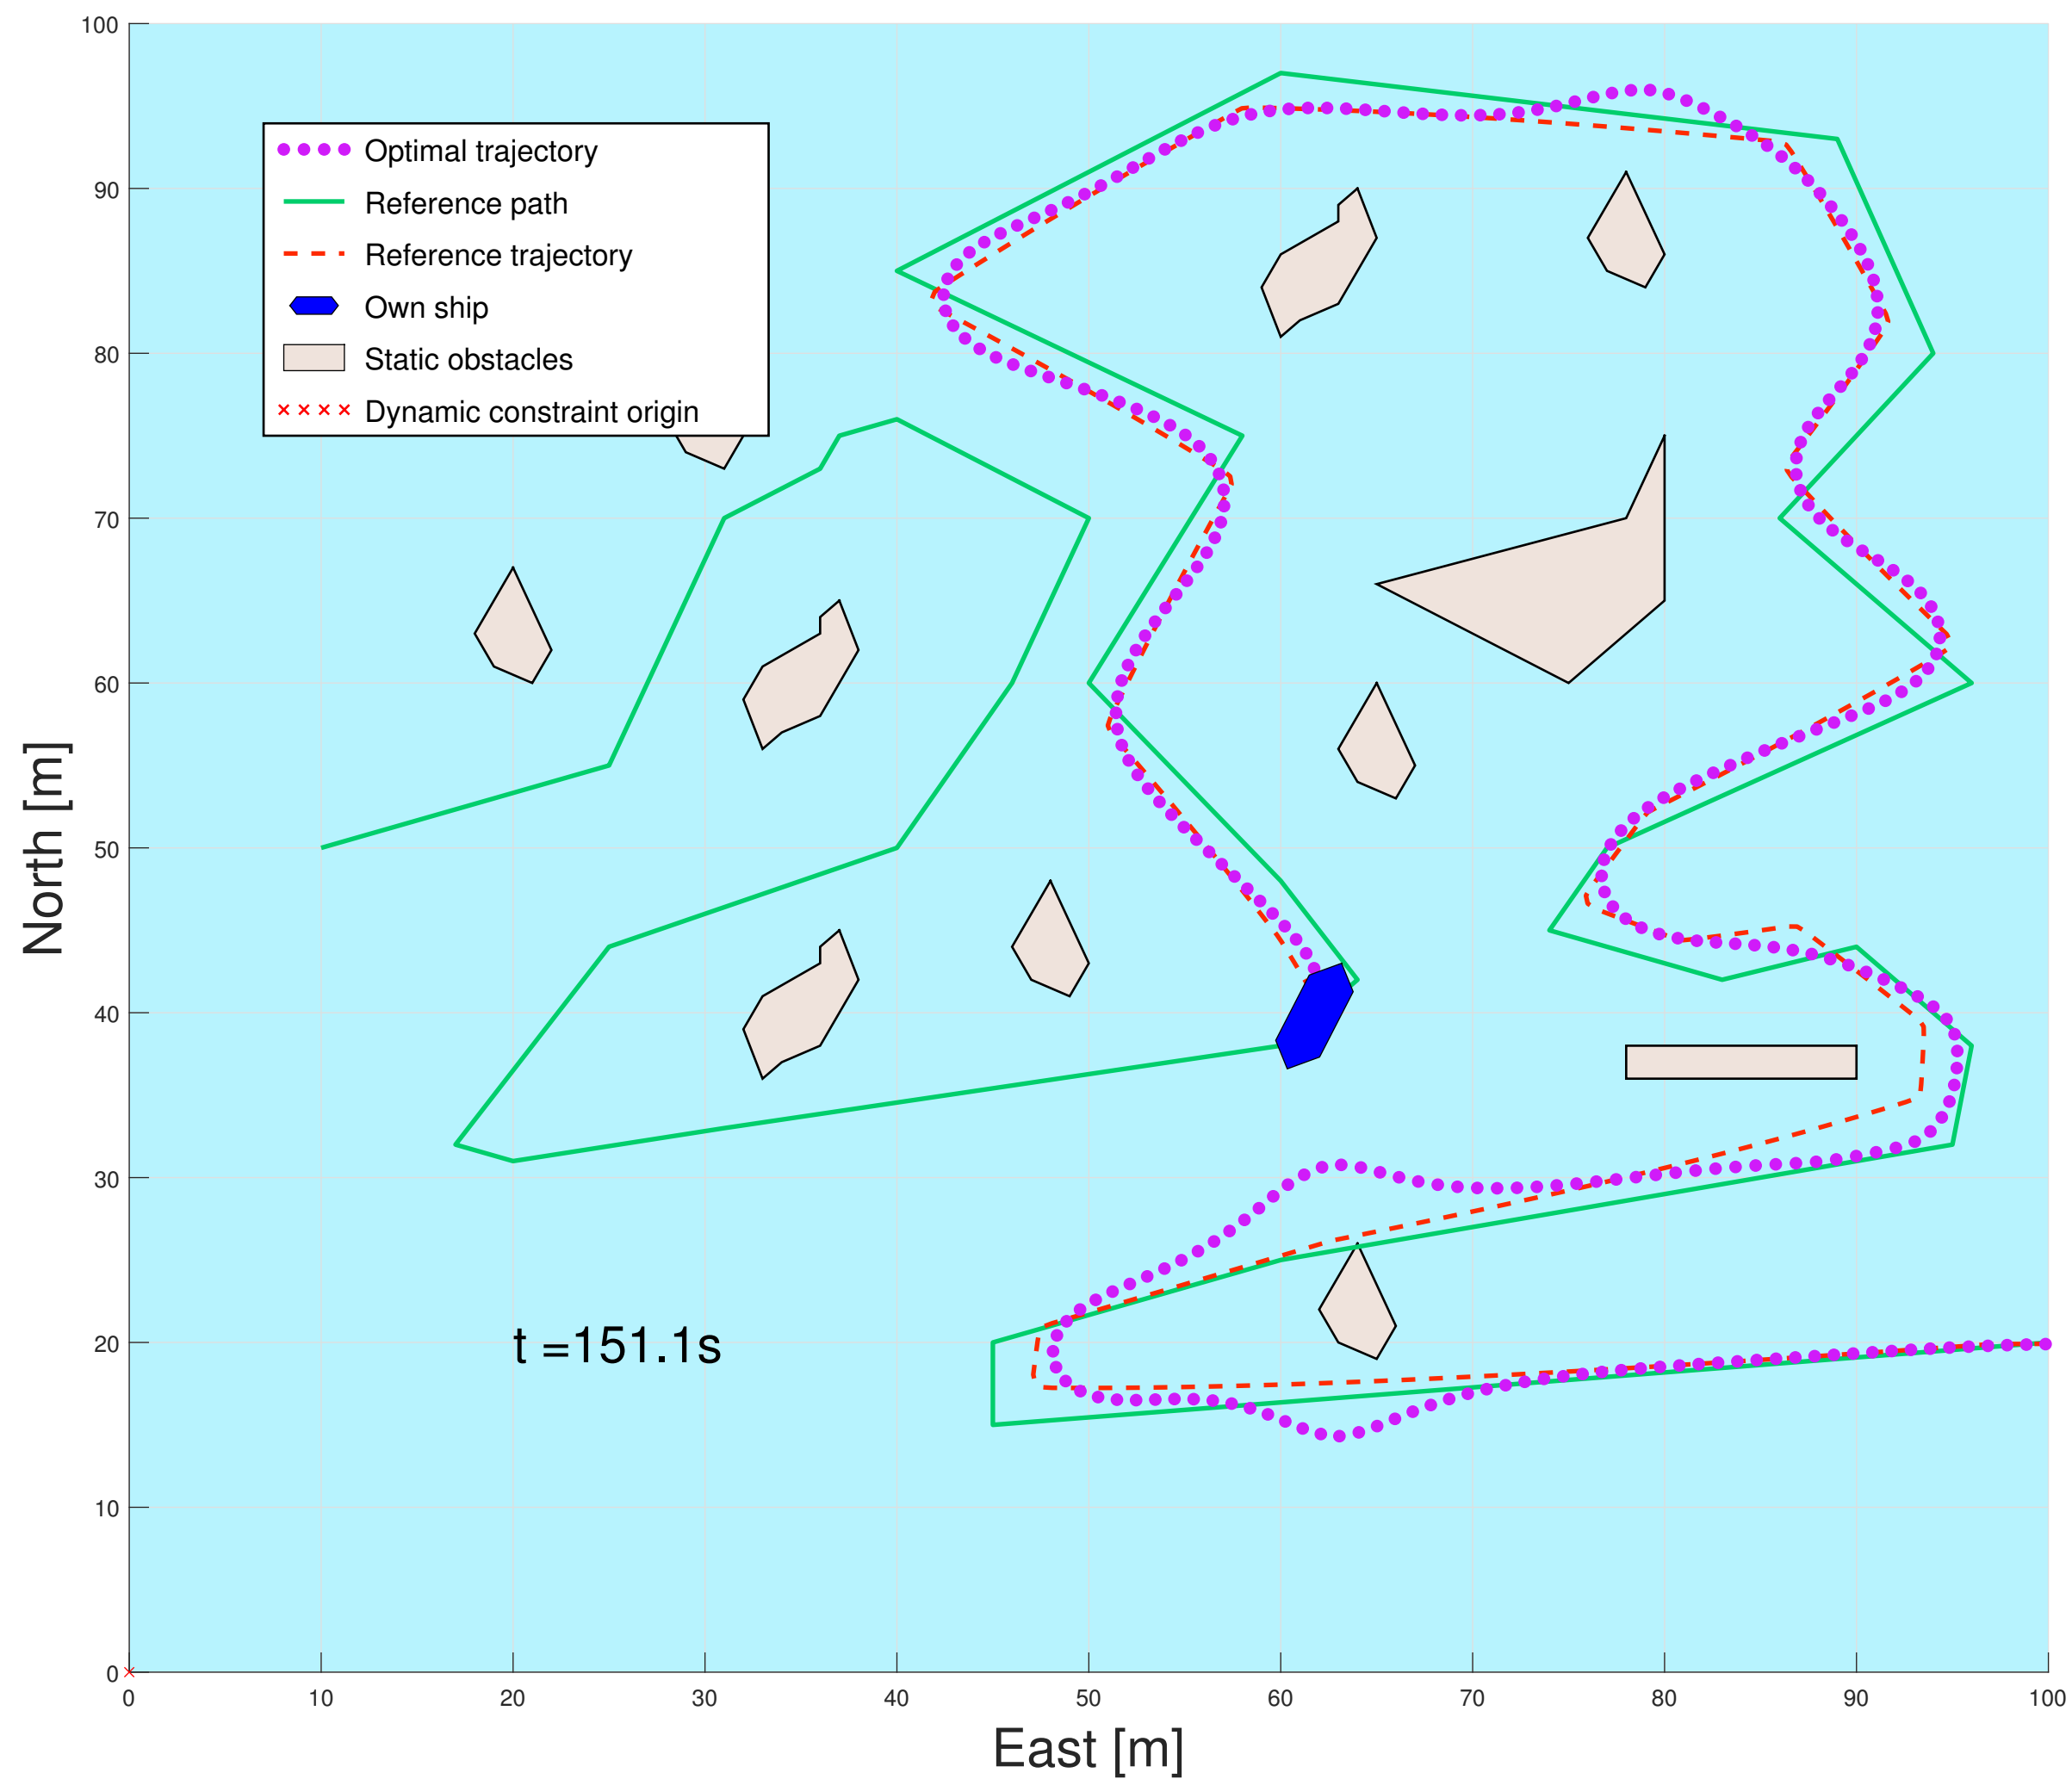 100
90
80
70
60
50
40
30
20
10
0
North [m]
Optimal trajectory
Reference path
Reference trajectory
Own ship
Static obstacles
Dynamic constraint origin
t =151.1s
0 10 20 30 40 50 60 70 80 90 100
East [m]